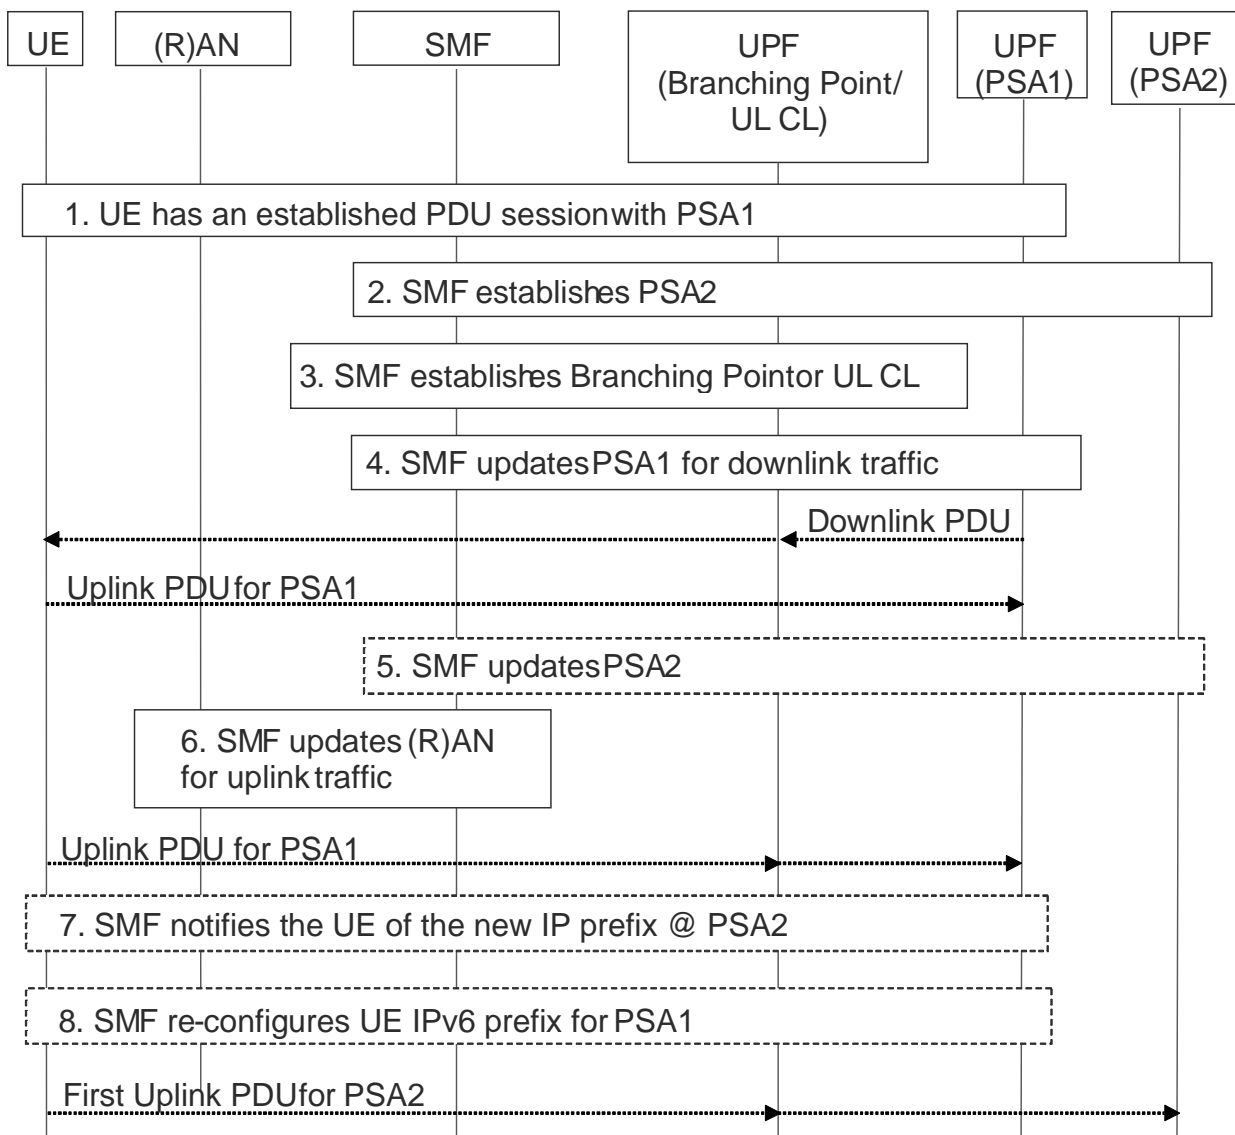 UE
(R)AN
SMF
UPF
(Branching Point/
UL CL)
UPF
(PSA1)
UPF
(PSA2)
1. UE has an established PDU sessionwith PSA1
2. SMF establishes PSA2
3. SMF establishes Branching Pointor UL CL
4. SMF updatesPSA1 for downlink traffic
Downlink PDU
Uplink PDUfor PSA1
5. SMF updatesPSA2
6. SMF updates (R)AN
for uplink traffic
Uplink PDU for PSA1
7. SMF notifies the UE of the new IP prefix @ PSA2
8. SMF re-configures UE IPv6 prefix for PSA1
First Uplink PDUfor PSA2